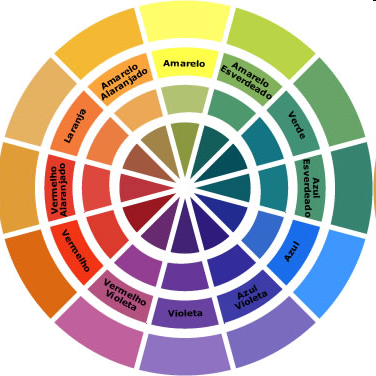 Amarelo
Amarelo
Esverdeado
Verde
Azul
Esverdeado
Azul
Azul
Violeta
Violeta
Vermelho
Violeta
Vermelho
Vermelho
Alaranjado
Laranja
Amarelo
Alaranjado